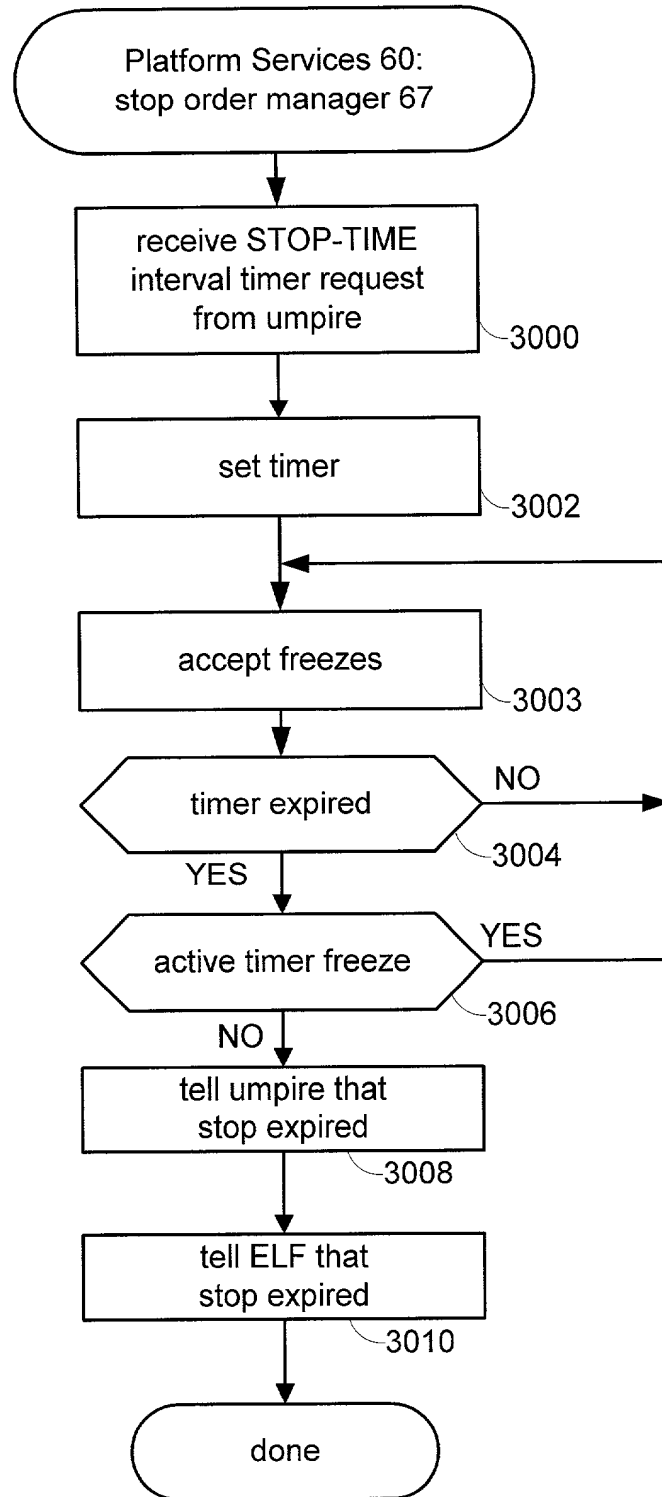 Platform Services 60:
stop order manager 67
receive STOP-TIME
interval timer request
from umpire
3000
set timer
3002
accept freezes
3003
timer expired
NO
3004
YES
active timer freeze
YES
3006
NO
tell umpire that
stop expired
3008
tell ELF that
stop expired
3010
done